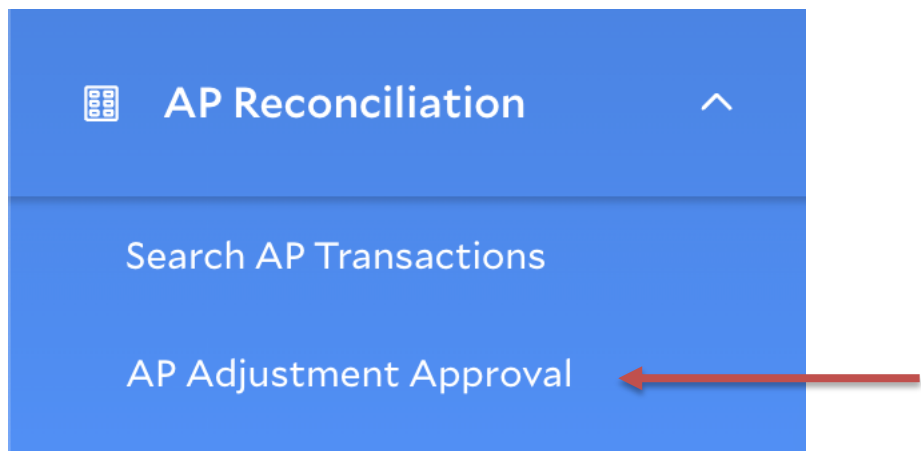 AP Reconciliation
Search AP Transactions
AP Adjustment Approval